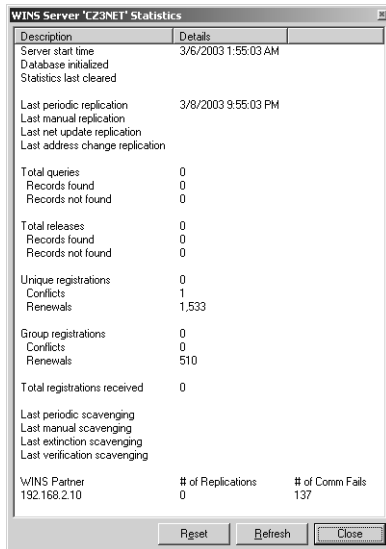 WINS Server 'CZ3NET' Statistics
Description Details
Server start time 3/6/2003 1:55:03 AM
Database initialized
Statistics last cleared
Last periodic replication 3/8/2003 9:55:03 PM
Last manual replication
Last net update replication
Last address change replication
Total queries 0
Records found 0
Records not found 0
Total releases 0
Records found 0
Records not found 0
Unique registrations 0
Conflicts 1
Renewals 1,533
Group registrations 0
Conflicts 0
Renewals 510
Total registrations received 0
Last periodic scavenging
Last manual scavenging
Last extinction scavenging
Last verification scavenging
WINS Partner # of Replications # of Comm Fails
192.168.2.10 0 137
Reset Refresh Close